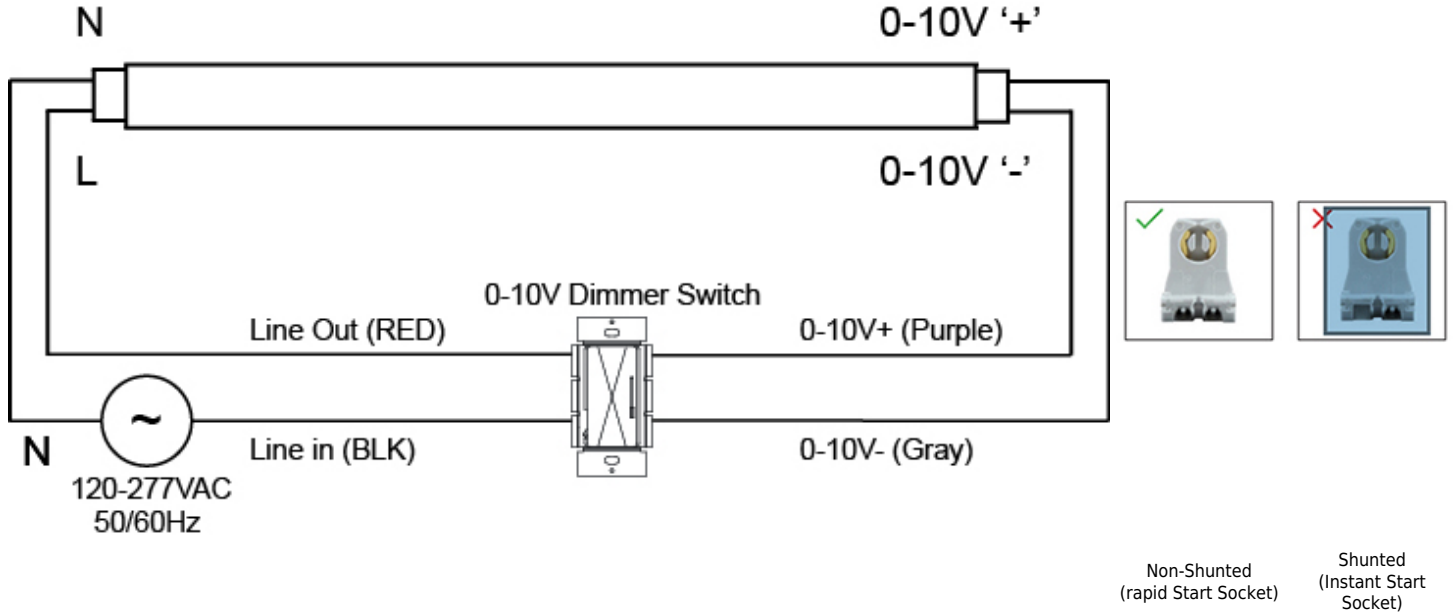 N
0-10V ‘+’
L
0-10V ‘-’
0-10V Dimmer Switch
Line Out (RED)
0-10V+ (Purple)
~
N
Line in (BLK)
0-10V- (Gray)
120-277VAC
50/60Hz
Non-Shunted
(rapid Start Socket)
Shunted
(Instant Start
Socket)